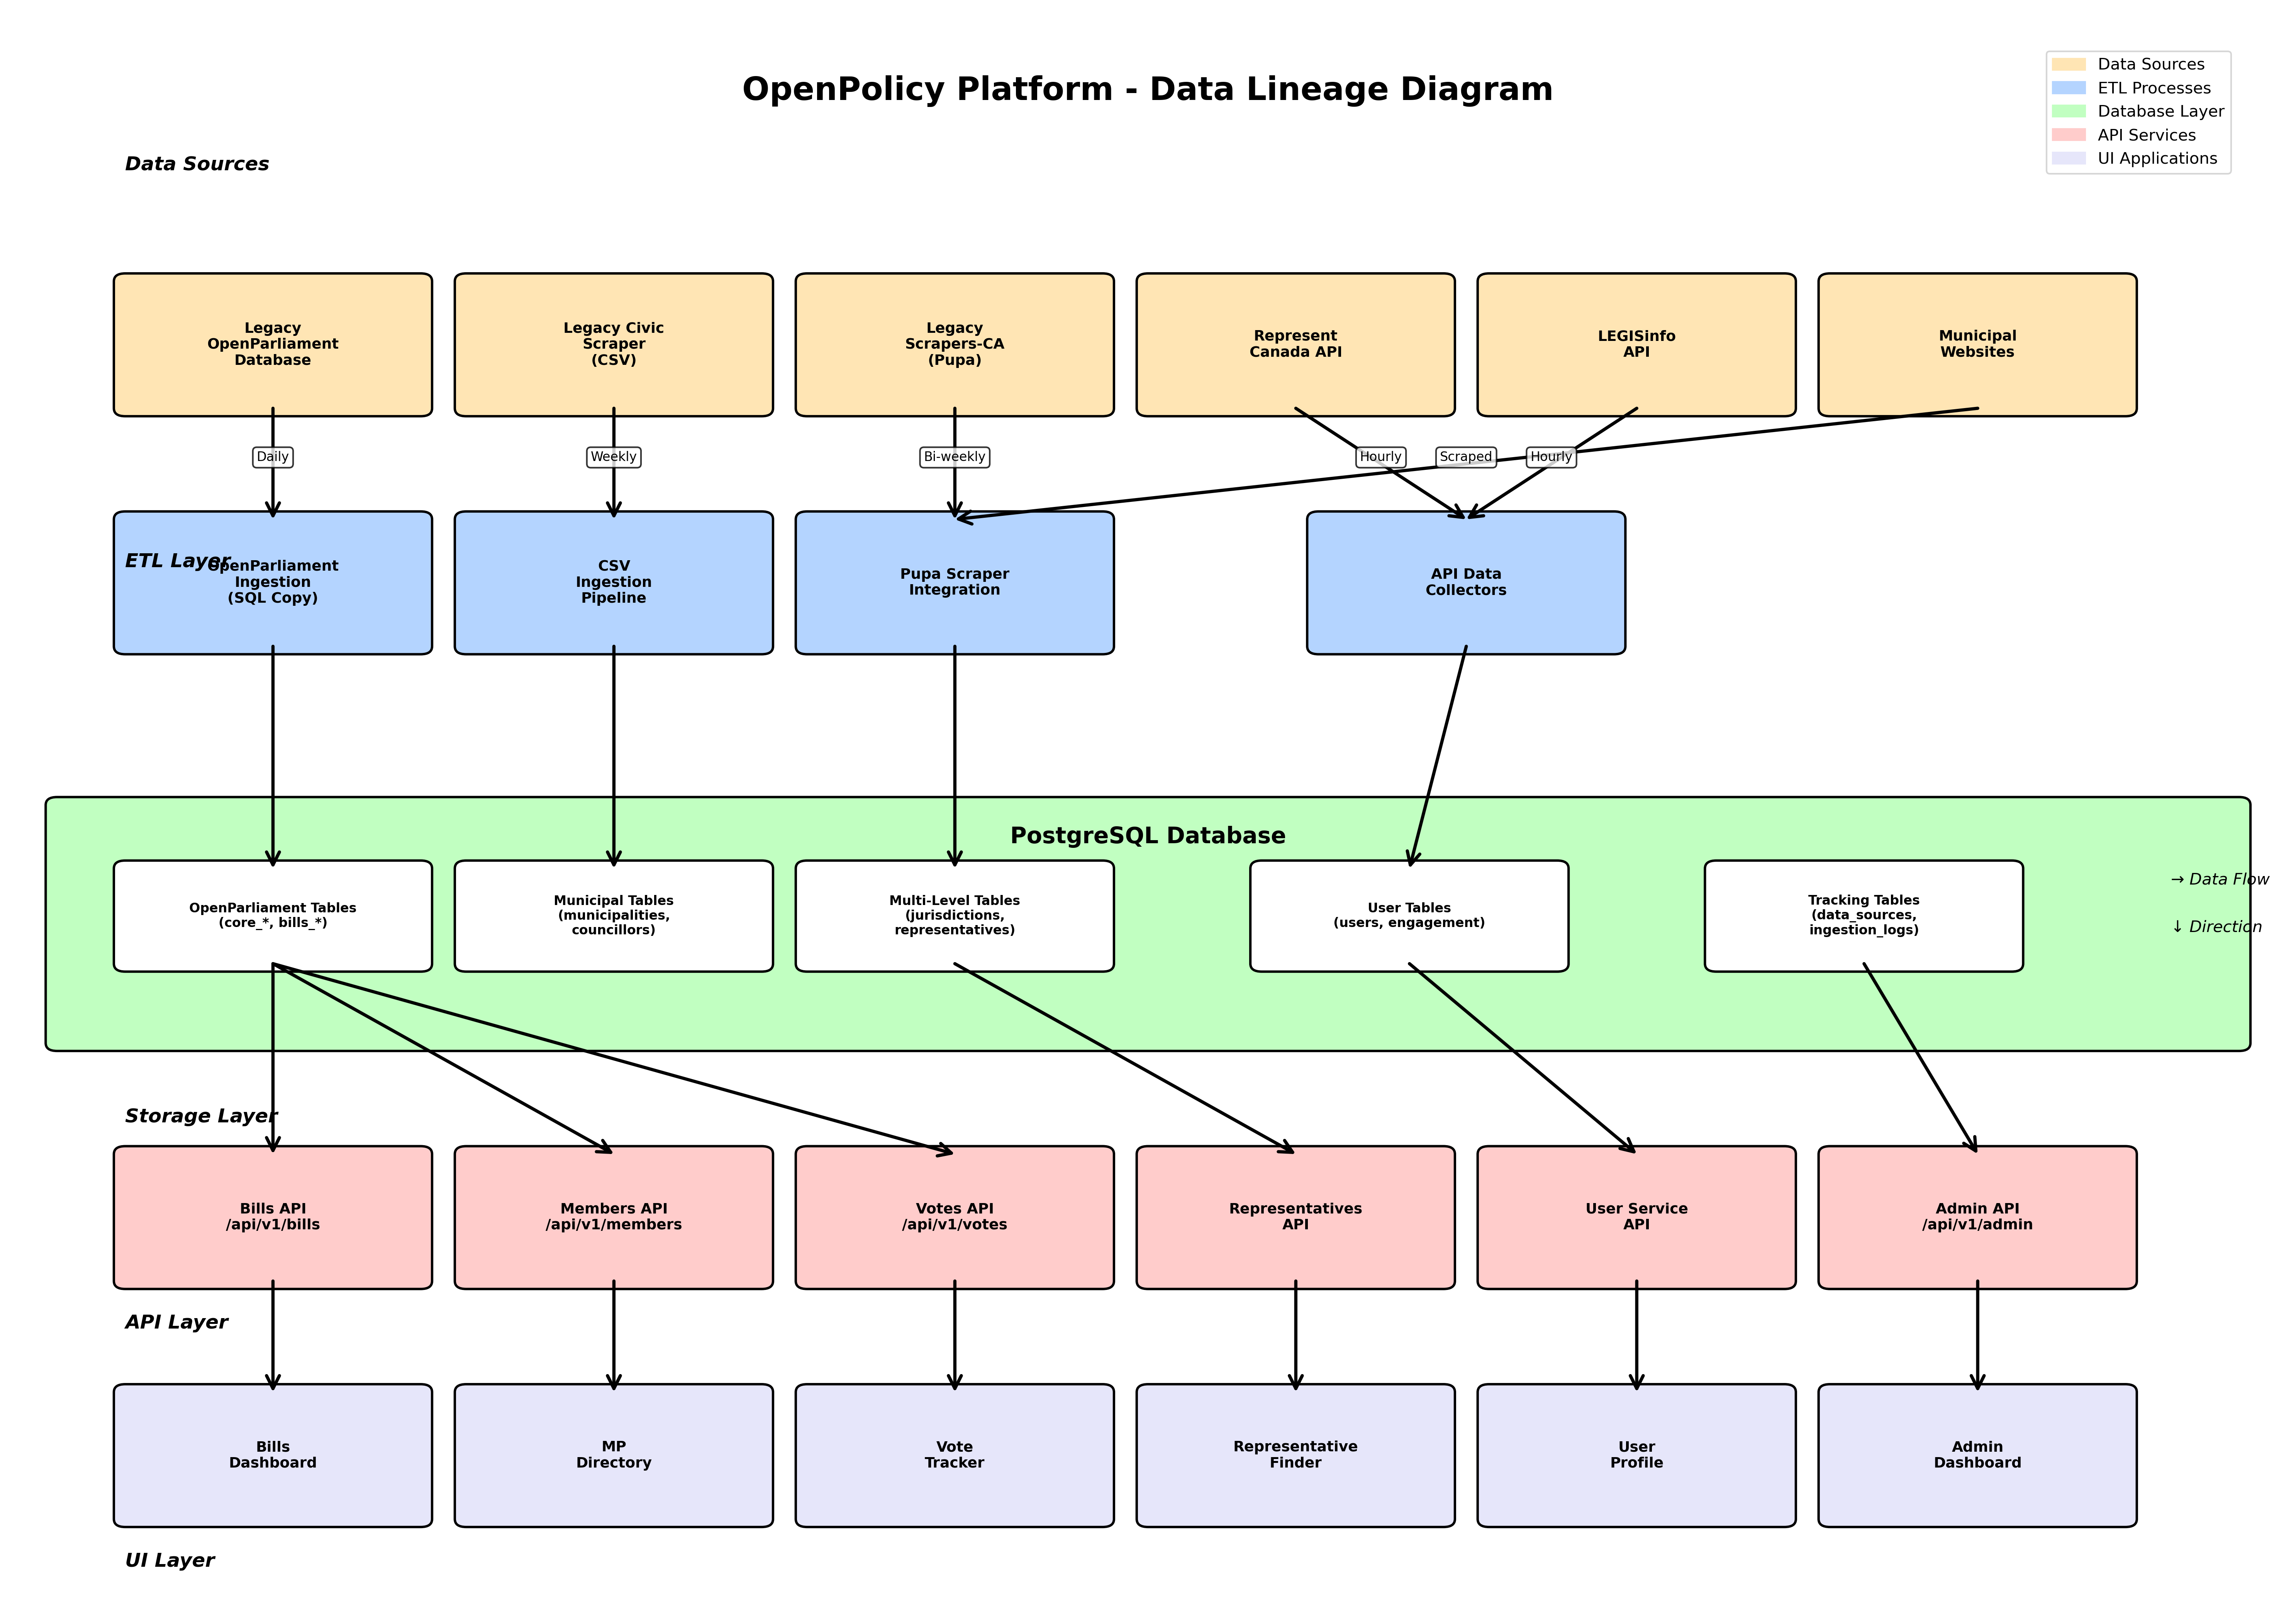 OpenPolicy Platform - Data Lineage Diagram
Data Sources
ETL Processes
Database Layer
API Services
UI Applications
Data Sources
Legacy
OpenParliament
Database
Legacy Civic
Scraper
(CSV)
Legacy
Scrapers-CA
(Pupa)
Represent
Canada API
LEGISinfo
API
Municipal
Websites
Daily
Weekly
Bi-weekly
Hourly
Scraped
Hourly
ETL Layer
OpenParliament
Ingestion
(SQL Copy)
CSV
Ingestion
Pipeline
Pupa Scraper
Integration
API Data
Collectors
PostgreSQL Database
OpenParliament Tables
(core_*, bills_*)
Municipal Tables
(municipalities,
councillors)
Multi-Level Tables
(jurisdictions,
representatives)
User Tables
(users, engagement)
Tracking Tables
(data_sources,
ingestion_logs)
→ Data Flow
↓ Direction
Storage Layer
Bills API
/api/v1/bills
Members API
/api/v1/members
Votes API
/api/v1/votes
Representatives
API
User Service
API
Admin API
/api/v1/admin
API Layer
Bills
Dashboard
MP
Directory
Vote
Tracker
Representative
Finder
User
Profile
Admin
Dashboard
UI Layer